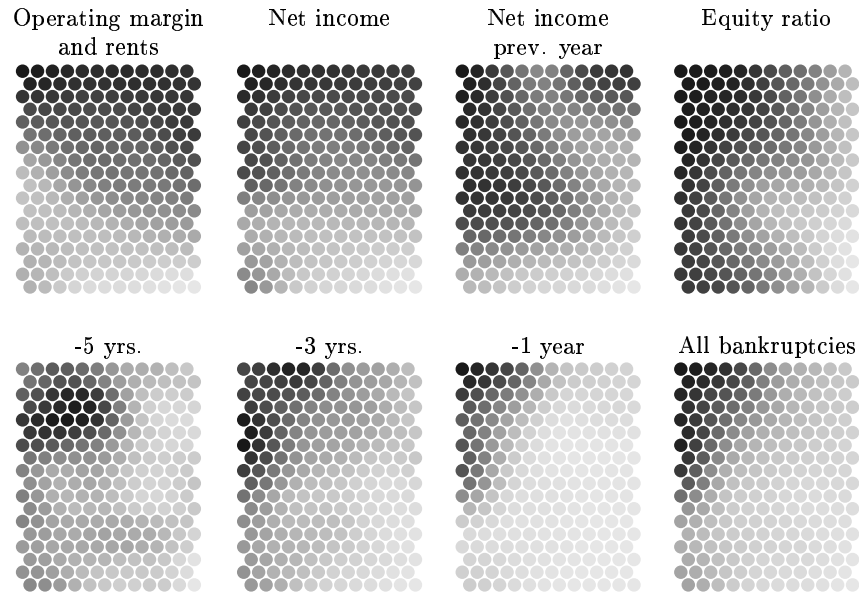 Operating margin
and rents
Net income
Net income
prev. year
Equity ratio
-5 yrs.
-3 yrs.
-1 year
All bankruptcies